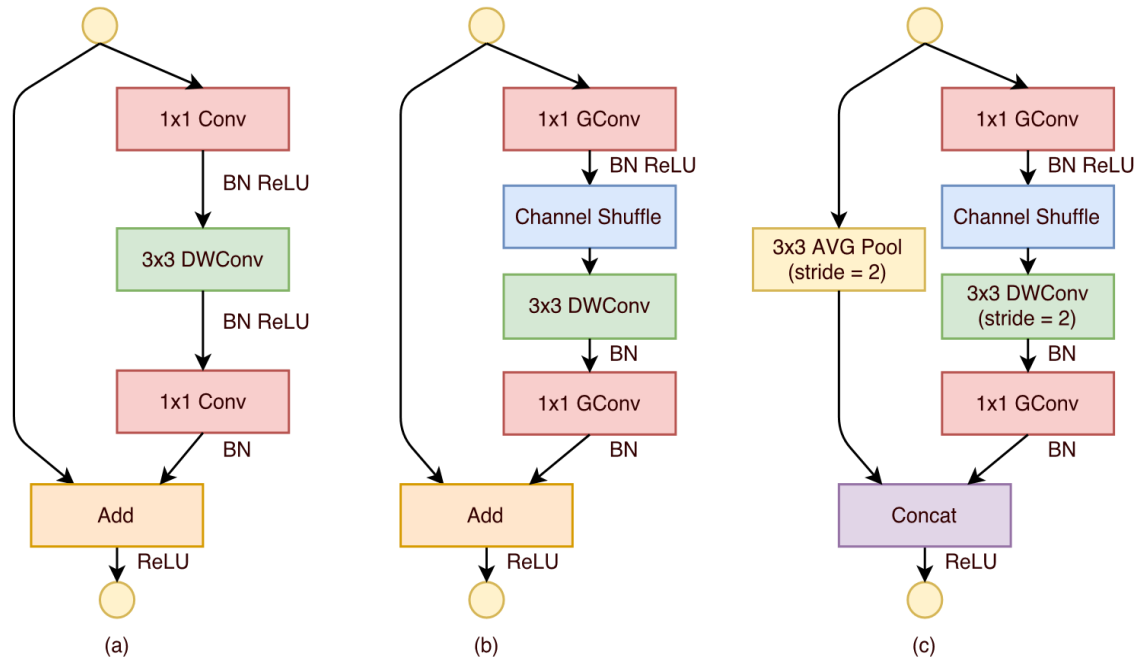 1x1 Conv
BN ReLU
3x3 DWConv
BN ReLU
1x1 Conv
BN
Add
ReLU
(a)
1x1 GConv
BN ReLU
Channel Shuffle
3x3 DWConv
BN
1x1 GConv
BN
Add
ReLU
(b)
3x3 AVG Pool
(stride = 2)
1x1 GConv
BN ReLU
Channel Shuffle
3x3 DWConv
(stride = 2)
BN
1x1 GConv
BN
Concat
ReLU
(c)